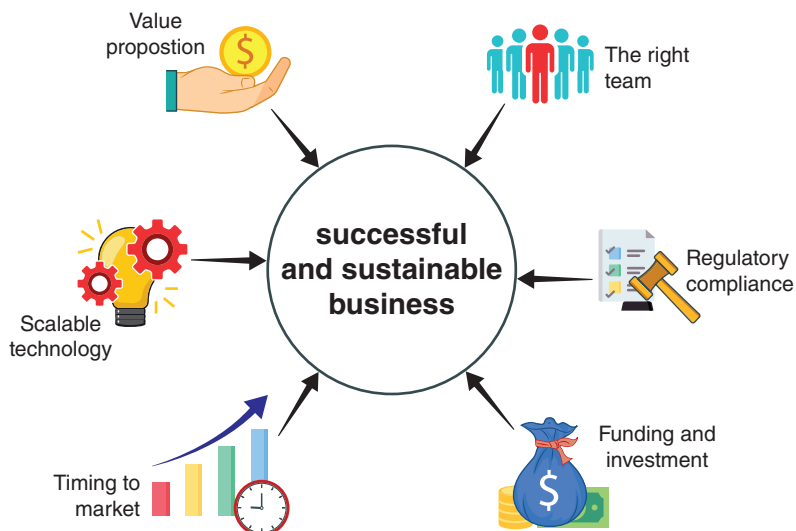 Value
propostion
The right
team
successful
and sustainable
business
Regulatory
compliance
Scalable
technology
Funding and
investment
Timing to
market
$
$